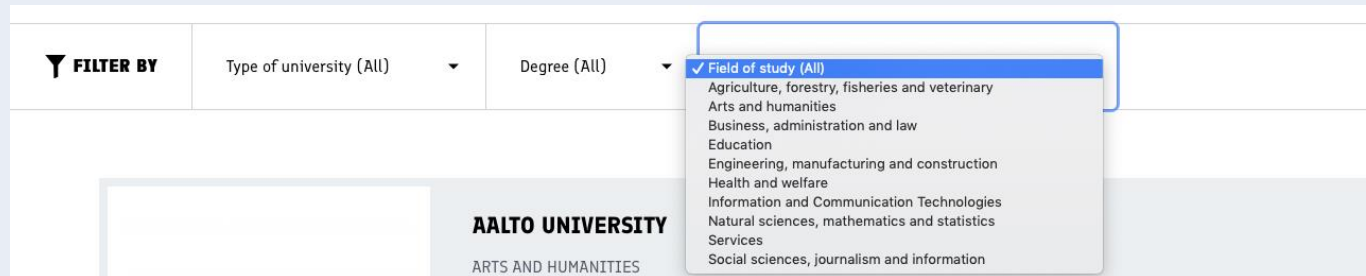 FILTER BY
Type of university (All)
Degree (All)
✓ Field of study (All)
Agriculture, forestry, fisheries and veterinary
Arts and humanities
Business, administration and law
Education
Engineering, manufacturing and construction
Health and welfare
Information and Communication Technologies
Natural sciences, mathematics and statistics
Services
Social sciences, journalism and information
AALTO UNIVERSITY
ARTS AND HUMANITIES